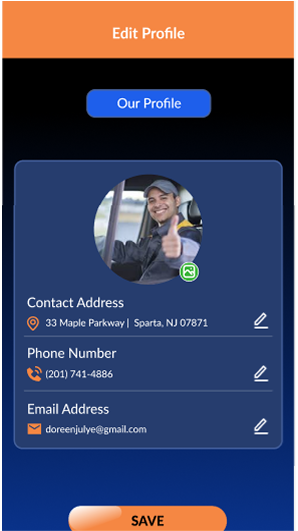 Edit Profile
Our Profile
Contact Address
33 Maple Parkway | Sparta, NJ 07871
Phone Number
(201) 741-4886
Email Address
doreenjulye@gmail.com
SAVE